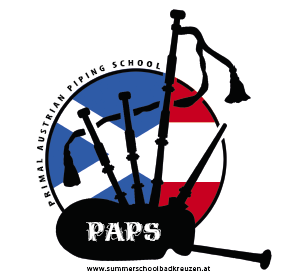 PRIMAL AUSTRIAN PIPING SCHOOL
PAPS
www.summerschoolbadkreuzen.at